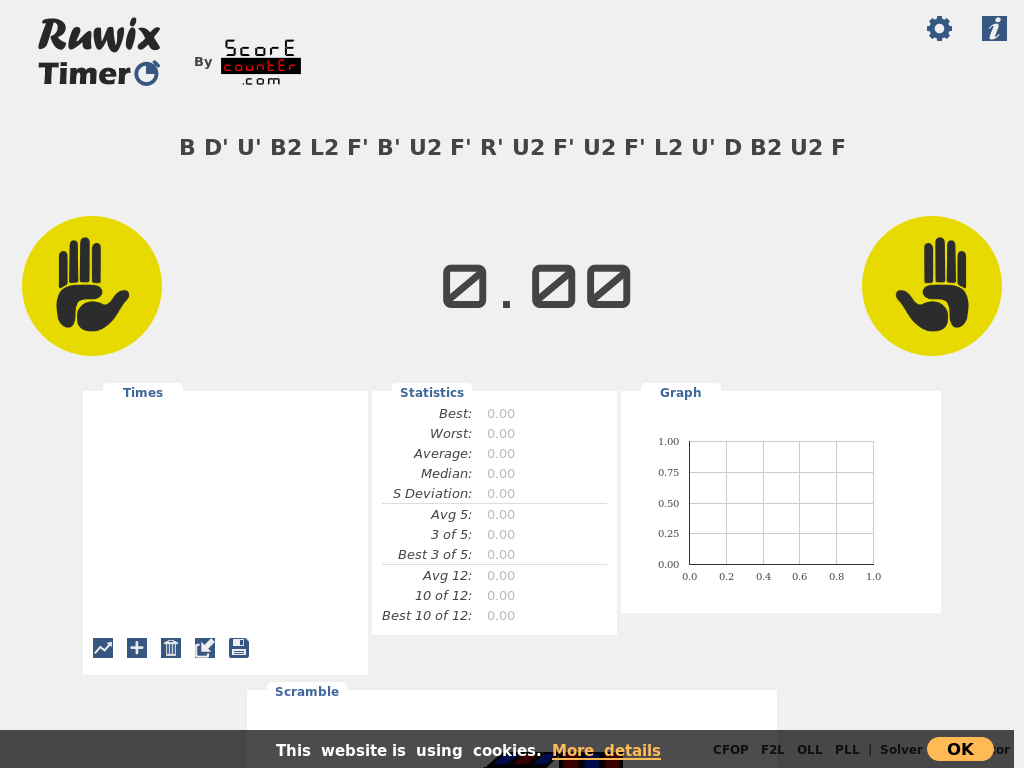 Ruwix
Timer
By
ScorE
countEr
.com
B D' U' B2 L2 F' B' U2 F' R' U2 F' U2 F' L2 U' D B2 U2 F
0.00
Times
Statistics
Best: 0.00
Worst: 0.00
Average: 0.00
Median: 0.00
S Deviation: 0.00
Avg 5: 0.00
3 of 5: 0.00
Best 3 of 5: 0.00
Avg 12: 0.00
10 of 12: 0.00
Best 10 of 12: 0.00
Graph
1.00
0.75
0.50
0.25
0.00
0.0 0.2 0.4 0.6 0.8 1.0
Scramble
This website is using cookies. More details
CFOP F2L OLL PLL | Solver
OK